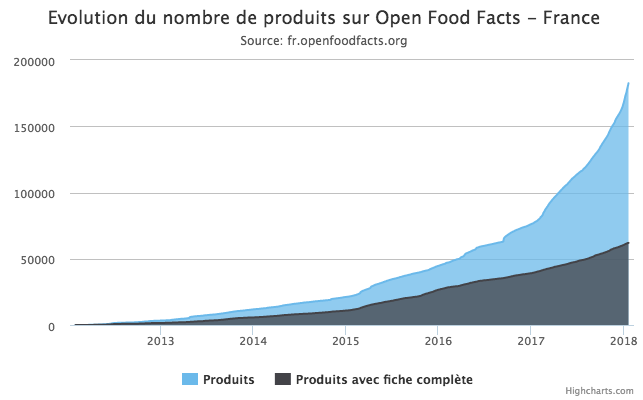 Evolution du nombre de produits sur Open Food Facts - France
Source: fr.openfoodfacts.org
200000
150000
100000
50000
0
2013 2014 2015 2016 2017 2018
Produits Produits avec fiche complète
Highcharts.com